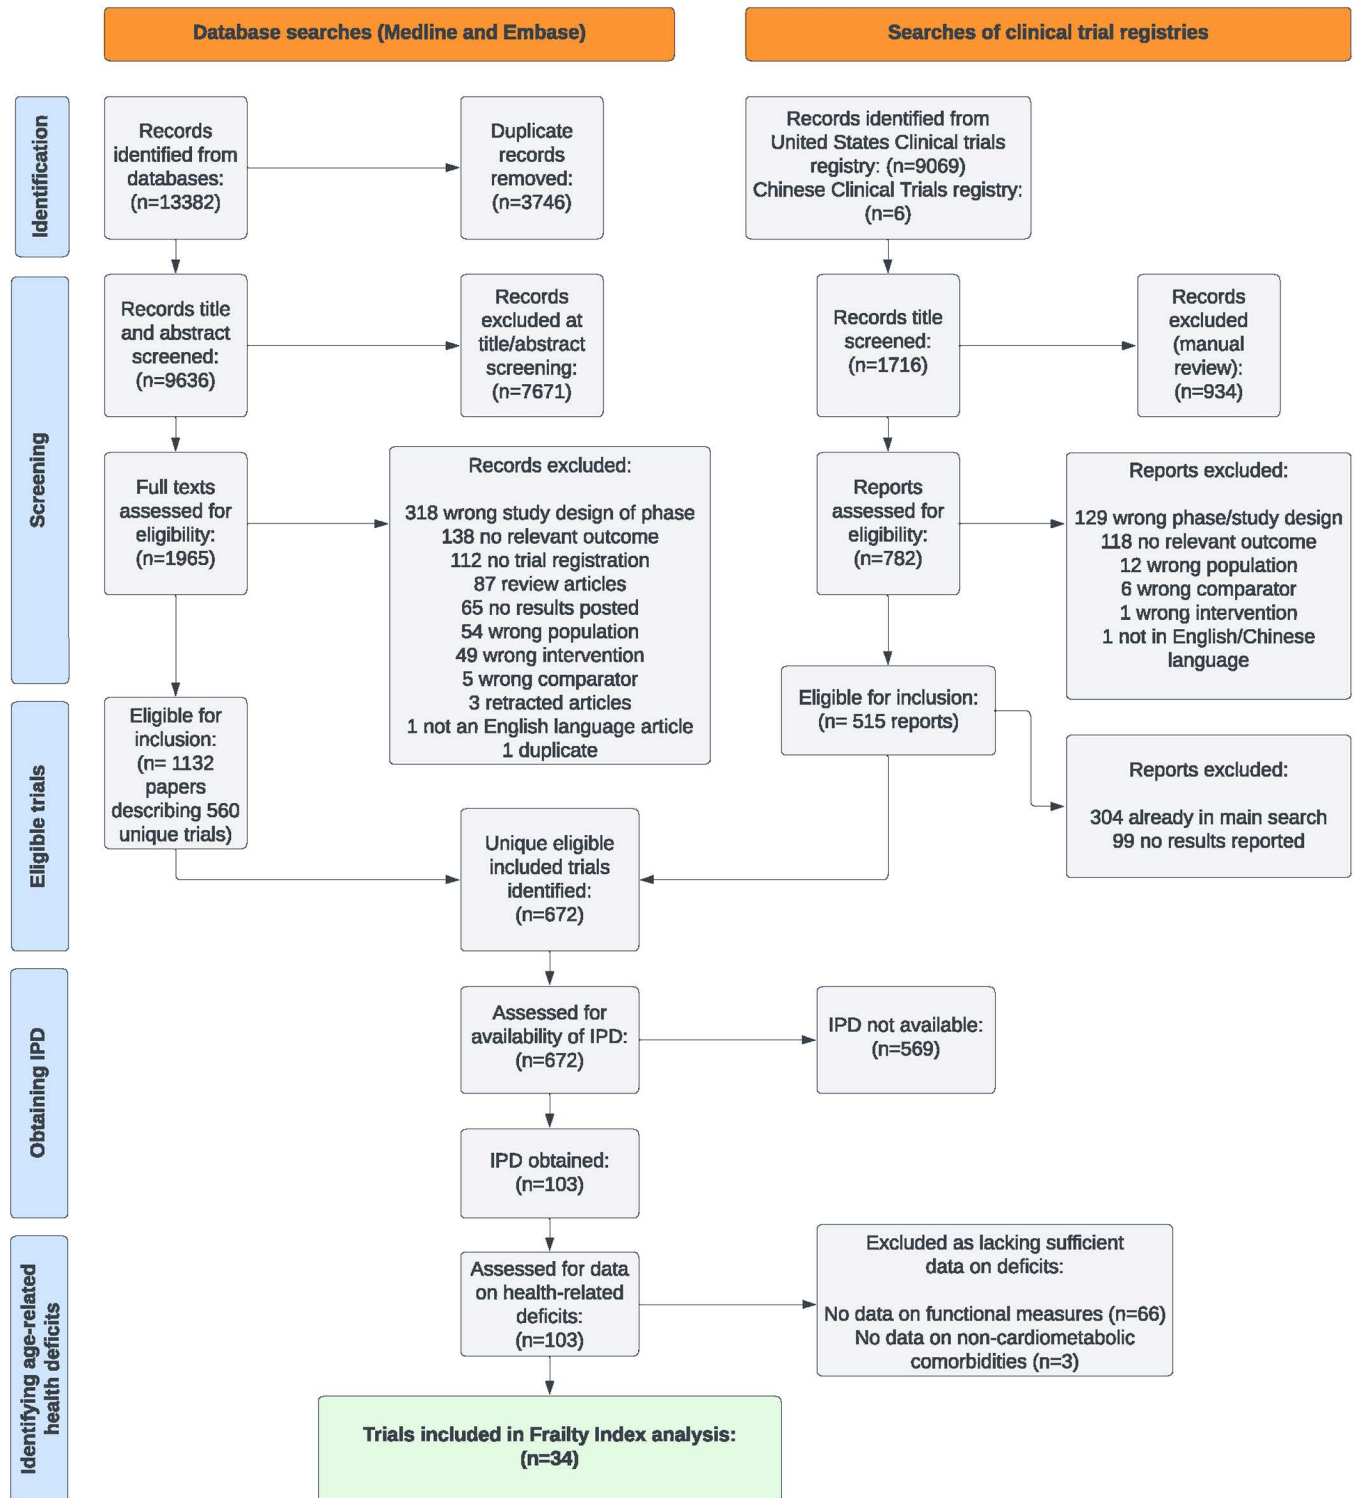 Database searches (Medline and Embase)
Searches of clinical trial registries
Identification
Records
identified from
databases:
(n=13382)
Duplicate
records
removed:
(n=3746)
Records identified from
United States Clinical trials
registry: (n=9069)
Chinese Clinical Trials registry:
(n=6)
Screening
Records title
and abstract
screened:
(n=9636)
Records
excluded at
title/abstract
screening:
(n=7671)
Records title
screened:
(n=1716)
Records
excluded
(manual
review):
(n=934)
Full texts
assessed for
eligibility:
(n=1965)
Records excluded:
318 wrong study design of phase
138 no relevant outcome
112 no trial registration
87 review articles
65 no results posted
54 wrong population
49 wrong intervention
5 wrong comparator
3 retracted articles
1 not an English language article
1 duplicate
Reports
assessed for
eligibility:
(n=782)
Reports excluded:
129 wrong phase/study design
118 no relevant outcome
12 wrong population
6 wrong comparator
1 wrong intervention
1 not in English/Chinese
language
Eligible trials
Eligible for
inclusion:
(n= 1132
papers
describing 560
unique trials)
Eligible for inclusion:
(n= 515 reports)
Reports excluded:
304 already in main search
99 no results reported
Unique eligible
included trials
identified:
(n=672)
Obtaining IPD
Assessed for
availability of IPD:
(n=672)
IPD not available:
(n=569)
IPD obtained:
(n=103)
Identifying age-related
health deficits
Assessed for data
on health-related
deficits:
(n=103)
Excluded as lacking sufficient
data on deficits:
No data on functional measures (n=66)
No data on non-cardiometabolic
comorbidities (n=3)
Trials included in Frailty Index analysis:
(n=34)